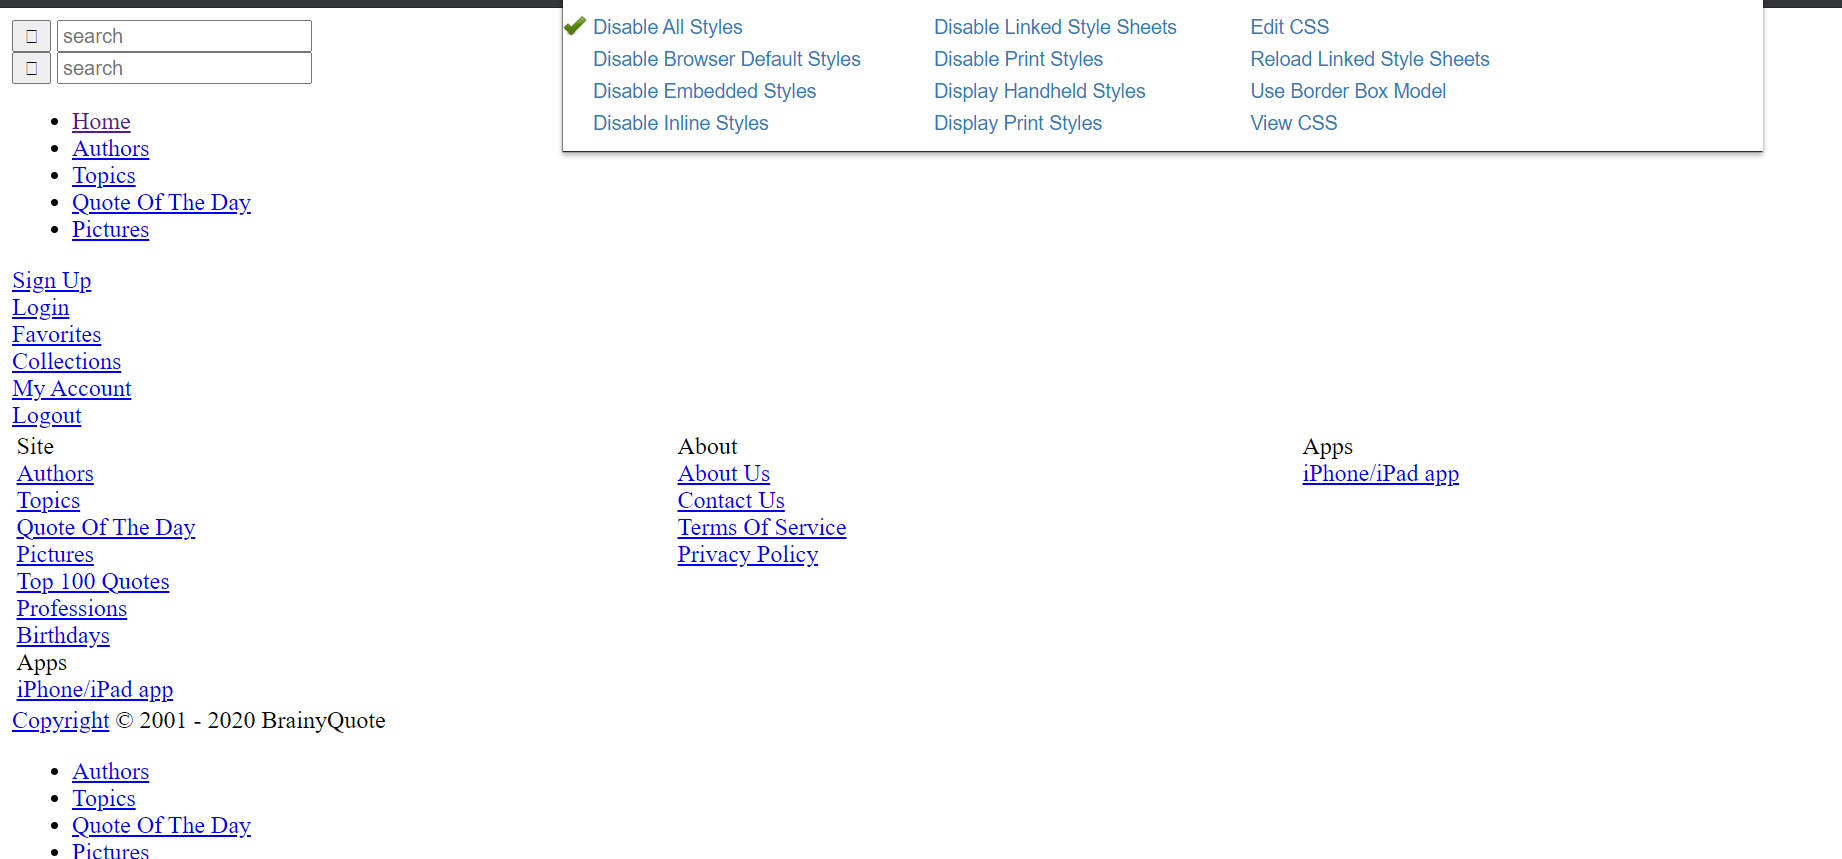 Disable All Styles
Disable Browser Default Styles
Disable Embedded Styles
Disable Inline Styles
Disable Linked Style Sheets
Disable Print Styles
Display Handheld Styles
Display Print Styles
Edit CSS
Reload Linked Style Sheets
Use Border Box Model
View CSS
search
search
Home
Authors
Topics
Quote Of The Day
Pictures
Sign Up
Login
Favorites
Collections
My Account
Logout
Site
Authors
Topics
Quote Of The Day
Pictures
Top 100 Quotes
Professions
Birthdays
Apps
iPhone/iPad app
About
About Us
Contact Us
Terms Of Service
Privacy Policy
Apps
iPhone/iPad app
Copyright © 2001 - 2020 BrainyQuote
Authors
Topics
Quote Of The Day
Pictures